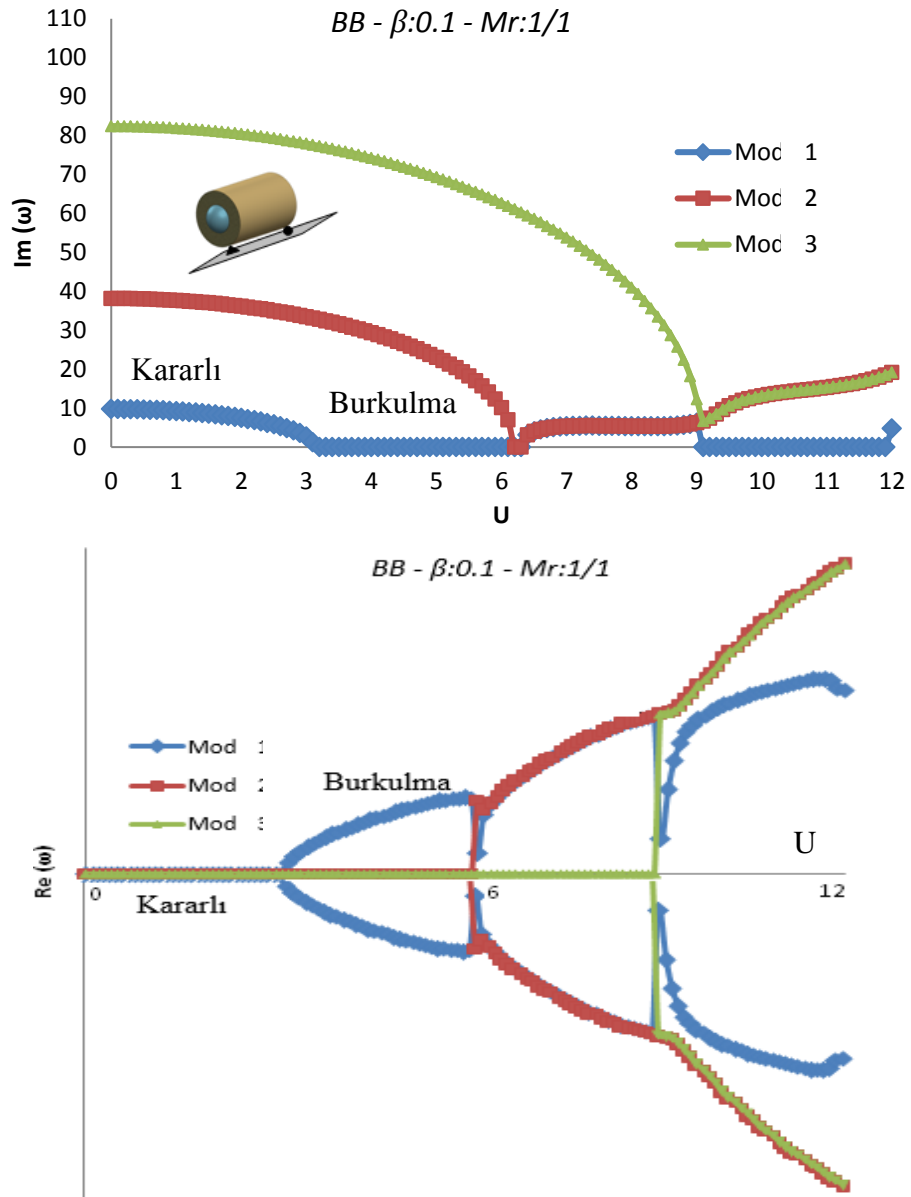 BB - β:0.1 - Mr:1/1
110
100
90
80
70
60
50
40
30
20
10
0
Im (ω)
Mod 1
Mod 2
Mod 3
Kararlı
Burkulma
0 1 2 3 4 5 6 7 8 9 10 11 12
U
BB - β:0.1 - Mr:1/1
Mod 1
Mod 2
Mod 3
Burkulma
U
Re (ω)
0 6 12
Kararlı